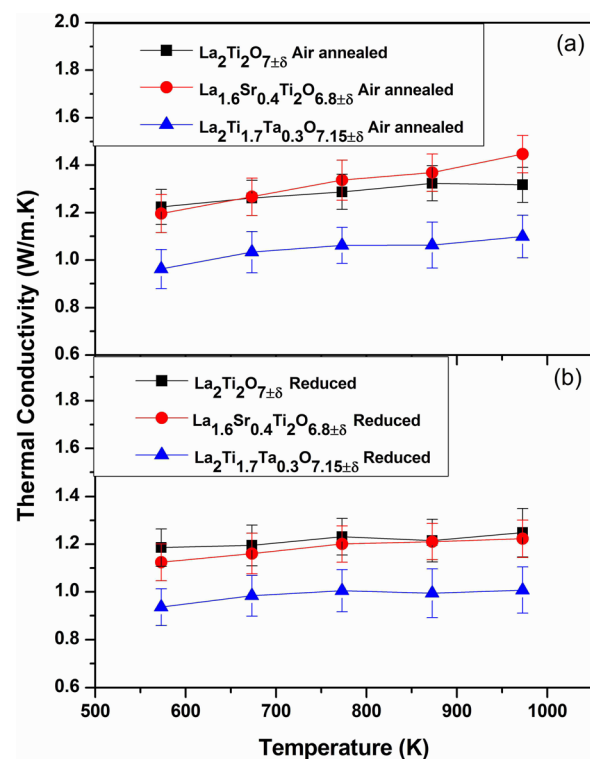 (a)
La2Ti2O7±δ Air annealed
La1.6Sr0.4Ti2O6.8±δ Air annealed
La2Ti1.7Ta0.3O7.15±δ Air annealed
2.0
1.8
1.6
1.4
1.2
1.0
0.8
0.6
(b)
La2Ti2O7±δ Reduced
La1.6Sr0.4Ti2O6.8±δ Reduced
La2Ti1.7Ta0.3O7.15±δ Reduced
1.8
1.6
1.4
1.2
1.0
0.8
0.6
Thermal Conductivity (W/m.K)
500 600 700 800 900 1000
Temperature (K)